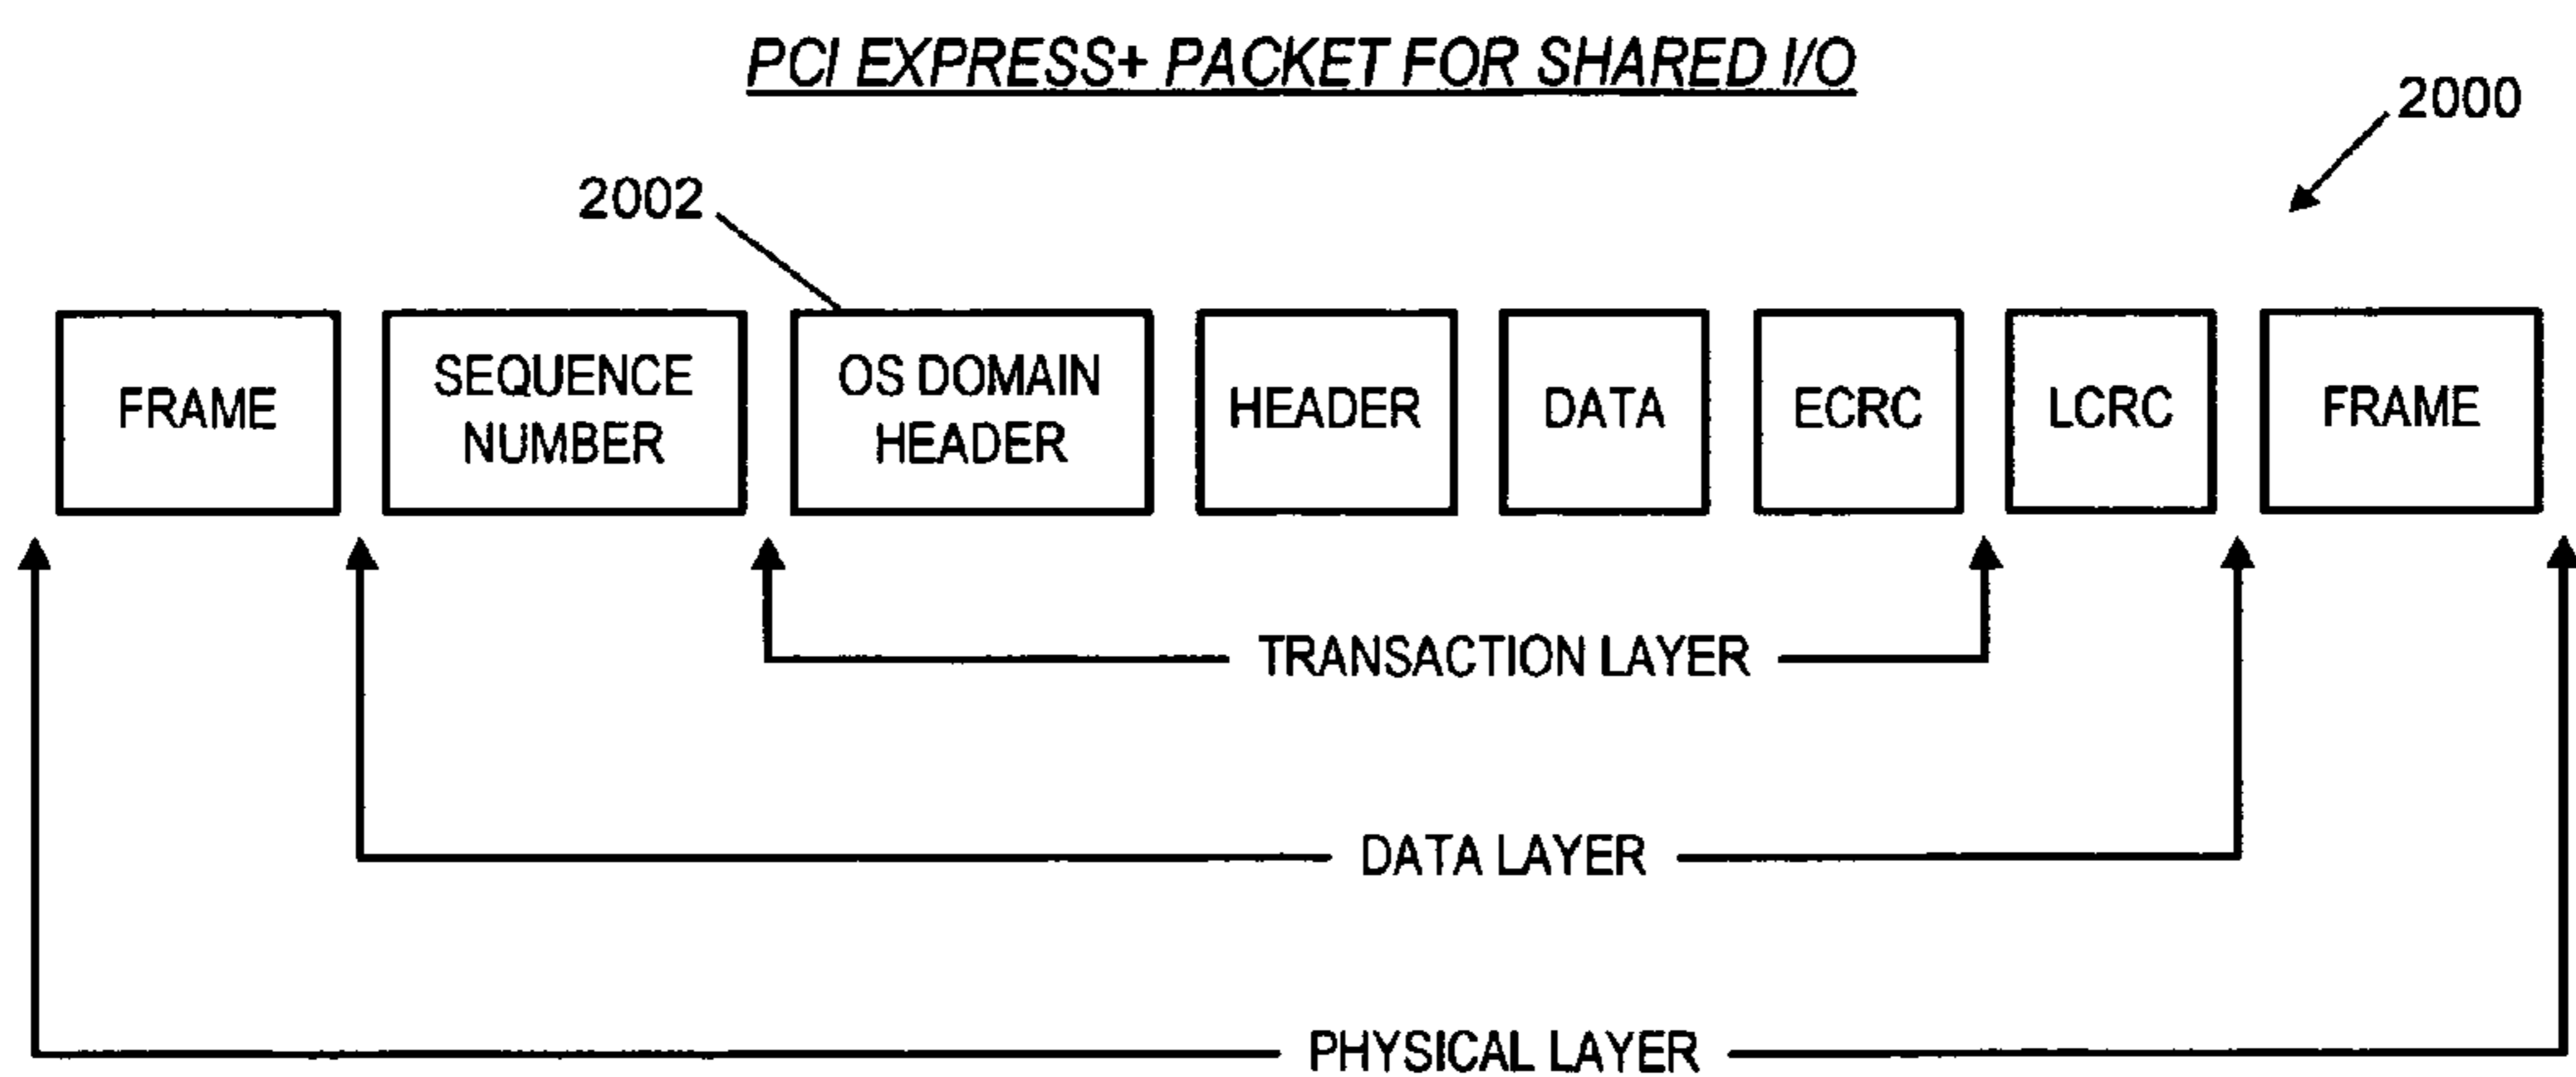 PCI EXPRESS+ PACKET FOR SHARED I/O
2000
2002
FRAME
SEQUENCE
NUMBER
OS DOMAIN
HEADER
HEADER
DATA
ECRC
LCRC
FRAME
TRANSACTION LAYER
DATA LAYER
PHYSICAL LAYER